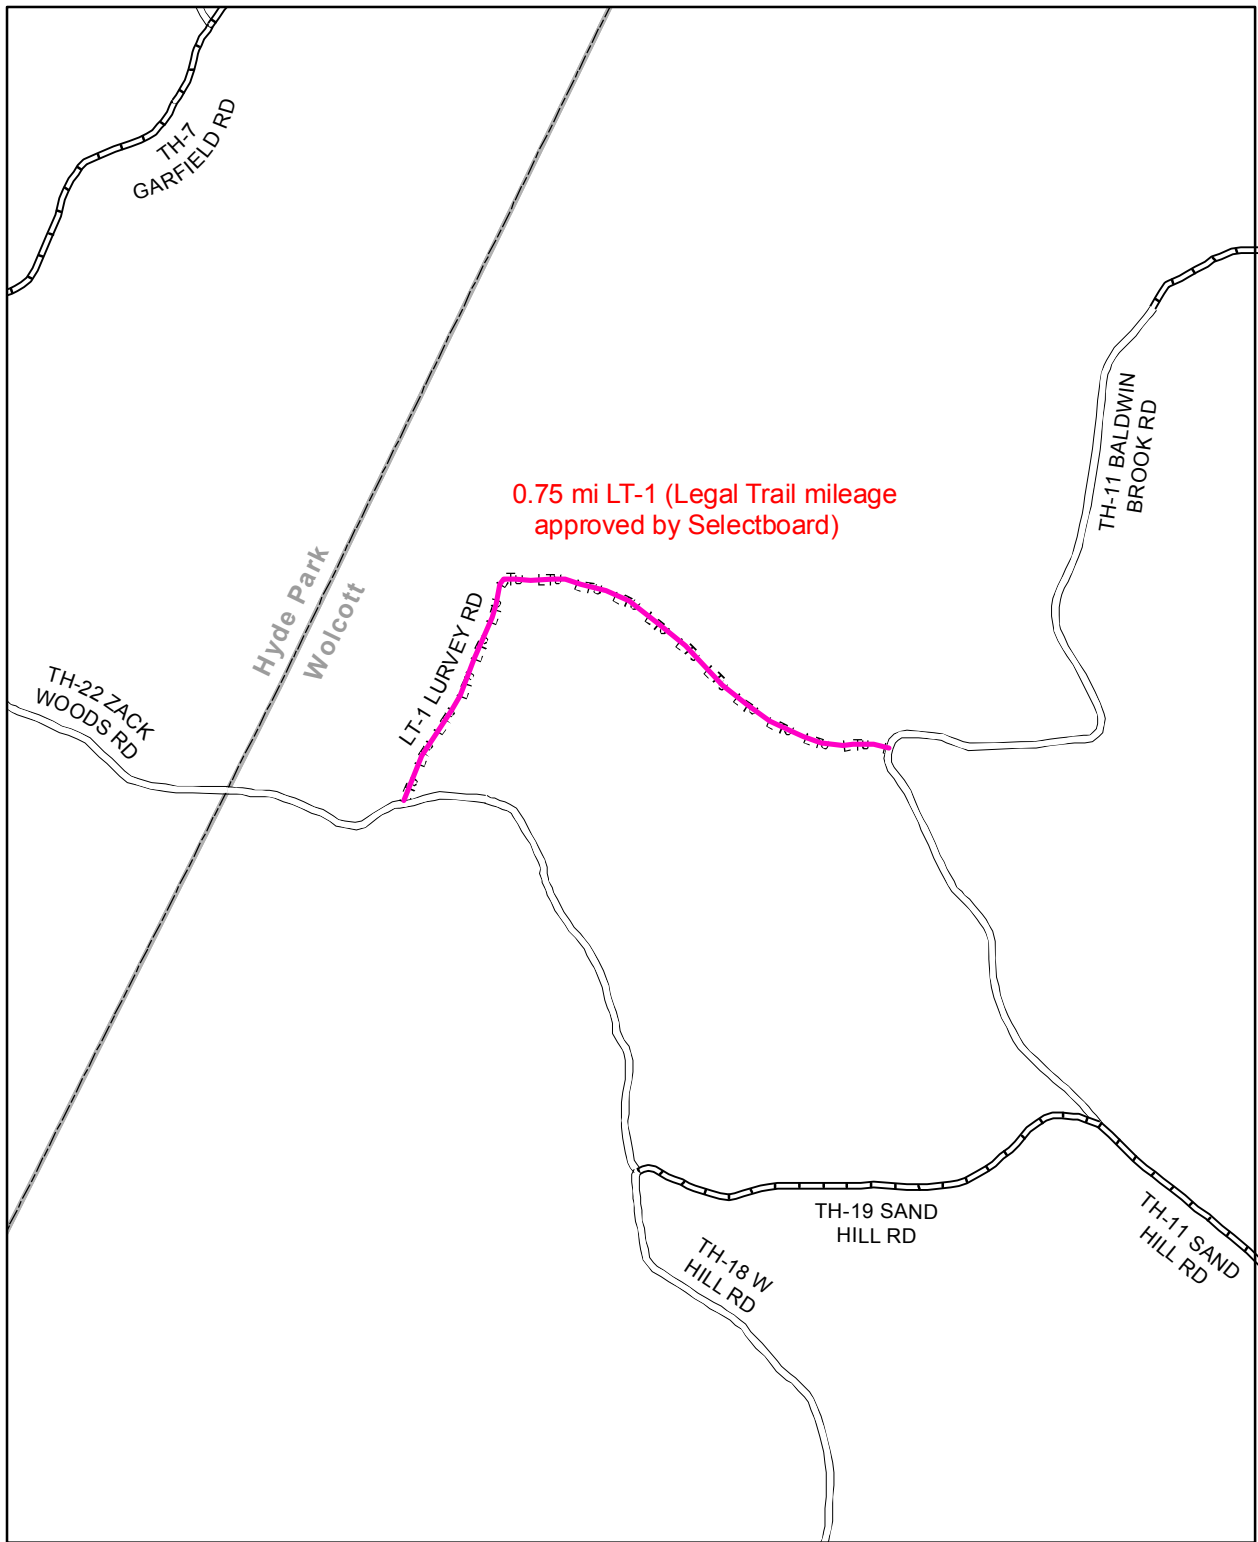 TH-7
GARFIELD RD
TH-11 BALDWIN
BROOK RD
0.75 mi LT-1 (Legal Trail mileage
approved by Selectboard)
Hyde Park
Wolcott
LT-1 LURVEY RD
TH-22 ZACK
WOODS RD
TH-19 SAND
HILL RD
TH-11 SAND
HILL RD
TH-18 W
HILL RD